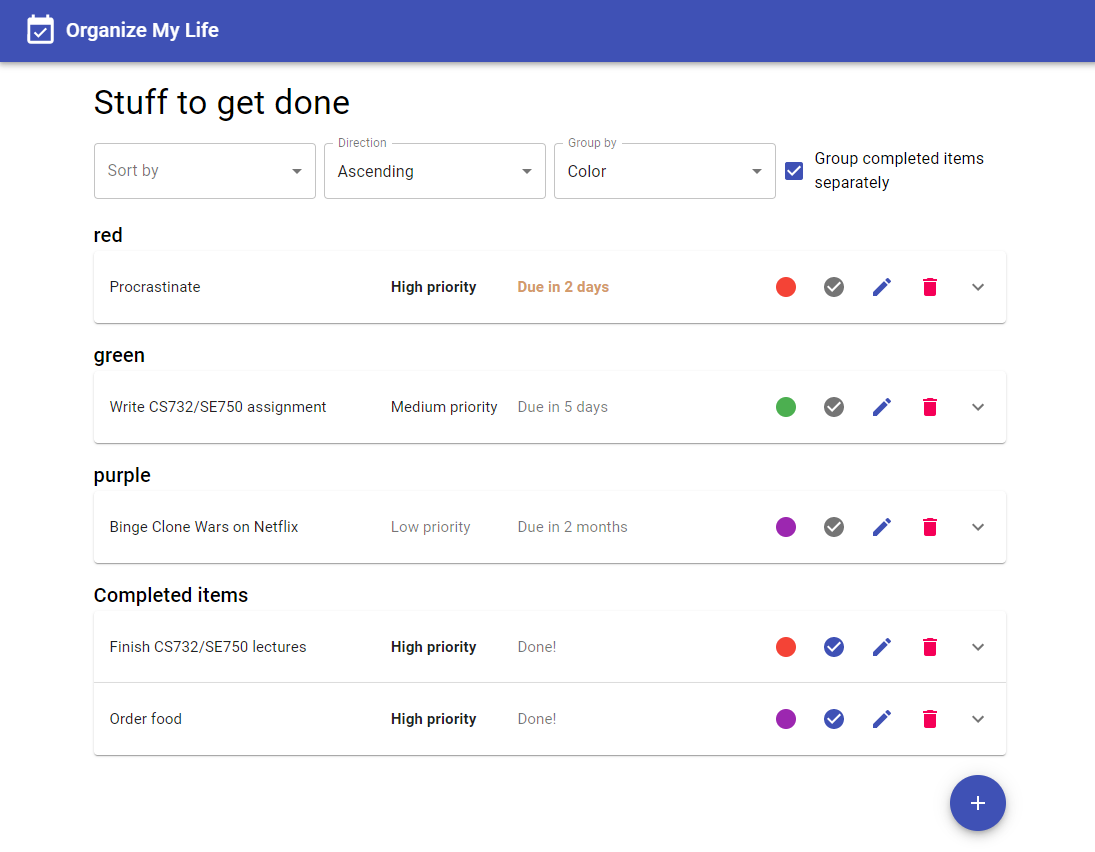 Organize My Life
Stuff to get done
Sort by
Direction
Ascending
Group by
Color
Group completed items
separately
red
Procrastinate High priority Due in 2 days
green
Write CS732/SE750 assignment Medium priority Due in 5 days
purple
Binge Clone Wars on Netflix Low priority Due in 2 months
Completed items
Finish CS732/SE750 lectures High priority Done!
Order food High priority Done!